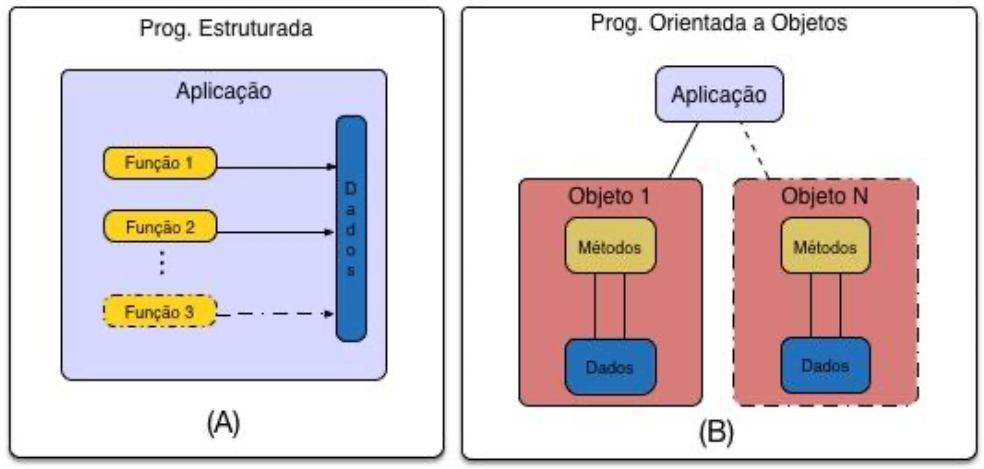 Prog. Estruturada
Aplicação
Função 1
Função 2
Função 3
Dados
(A)
Prog. Orientada a Objetos
Aplicação
Objeto 1
Métodos
Dados
Objeto N
Métodos
Dados
(B)